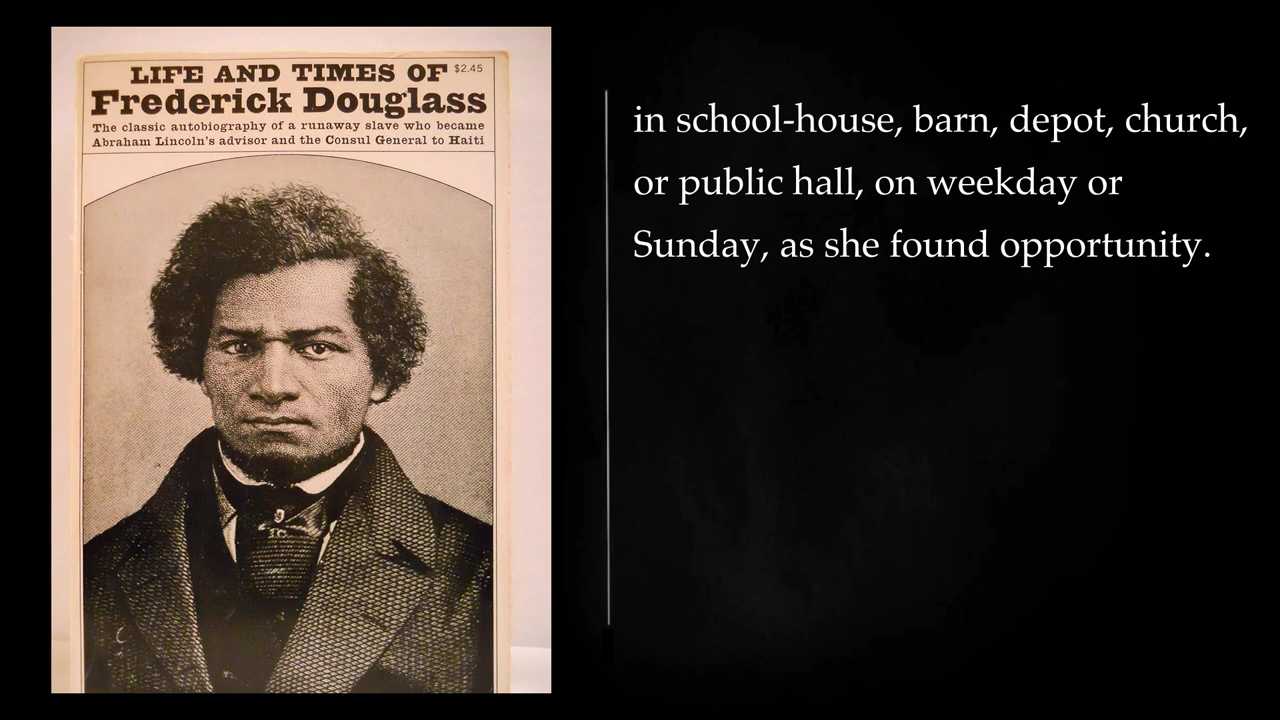 LIFE AND TIMES OF $2.45
Frederick Douglass
The classic autobiography of a runaway slave who became
Abraham Lincoln's advisor and the Consul General to Haiti
in school-house, barn, depot, church,
or public hall, on weekday or
Sunday, as she found opportunity.